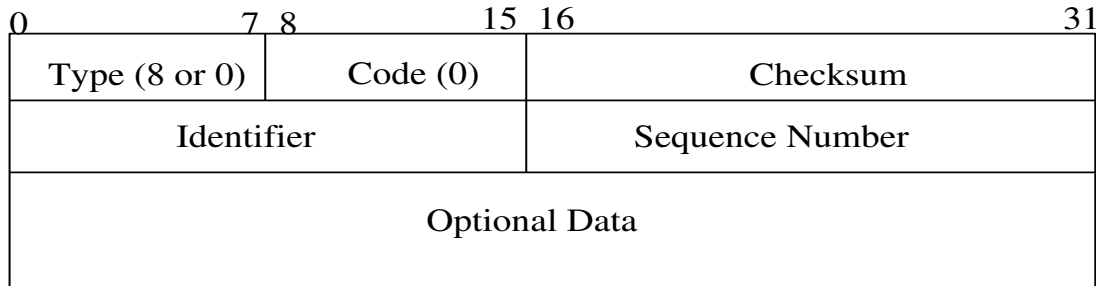 0 7 8 15 16 31
Type (8 or 0) Code (0) Checksum
Identifier Sequence Number
Optional Data